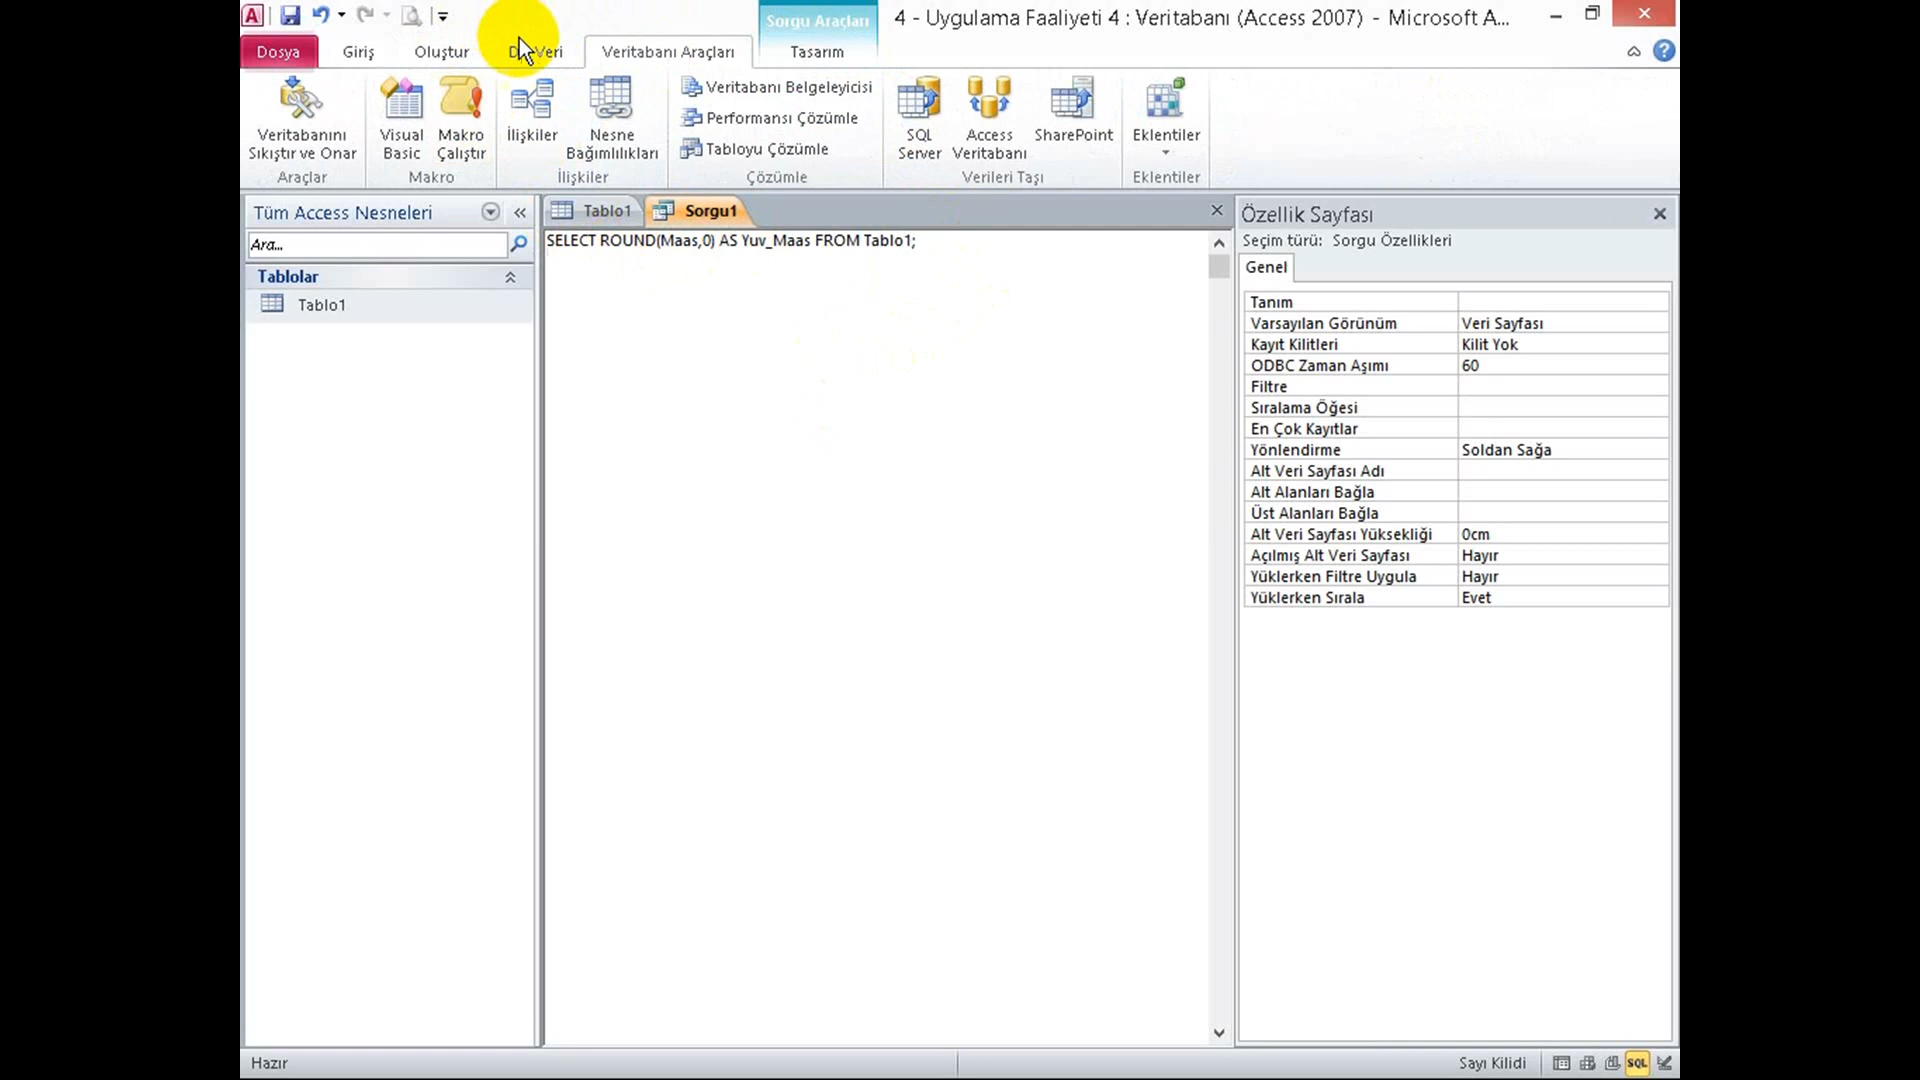 Sorgu Araçları
4 - Uygulama Faaliyeti 4 : Veritabanı (Access 2007) - Microsoft A...
Dosya
Giriş
Oluştur
Veri
Veritabanı Araçları
Tasarım
Veritabanını Sıkıştır ve Onar
Araçlar
Visual Basic
Makro Çalıştır
Makro
İlişkiler
Nesne Bağımlılıkları
İlişkiler
Veritabanı Belgeleyicisi
Performansı Çözümle
Tabloyu Çözümle
Çözümle
SQL Server
Access Veritabanı
SharePoint
Verileri Taşı
Eklentiler
Eklentiler
Tüm Access Nesneleri
Ara...
Tablolar
Tablo1
Tablo1
Sorgu1
SELECT ROUND(Maas,0) AS Yuv_Maas FROM Tablo1;
Özellik Sayfası
Seçim türü: Sorgu Özellikleri
Genel
Tanım
Varsayılan Görünüm Veri Sayfası
Kayıt Kilitleri Kilit Yok
ODBC Zaman Aşımı 60
Filtre
Sıralama Öğesi
En Çok Kayıtlar
Yönlendirme Soldan Sağa
Alt Veri Sayfası Adı
Alt Alanları Bağla
Üst Alanları Bağla
Alt Veri Sayfası Yüksekliği 0cm
Açılmış Alt Veri Sayfası Hayır
Yüklerken Filtre Uygula Hayır
Yüklerken Sırala Evet
Hazır
Sayı Kilidi
SQL